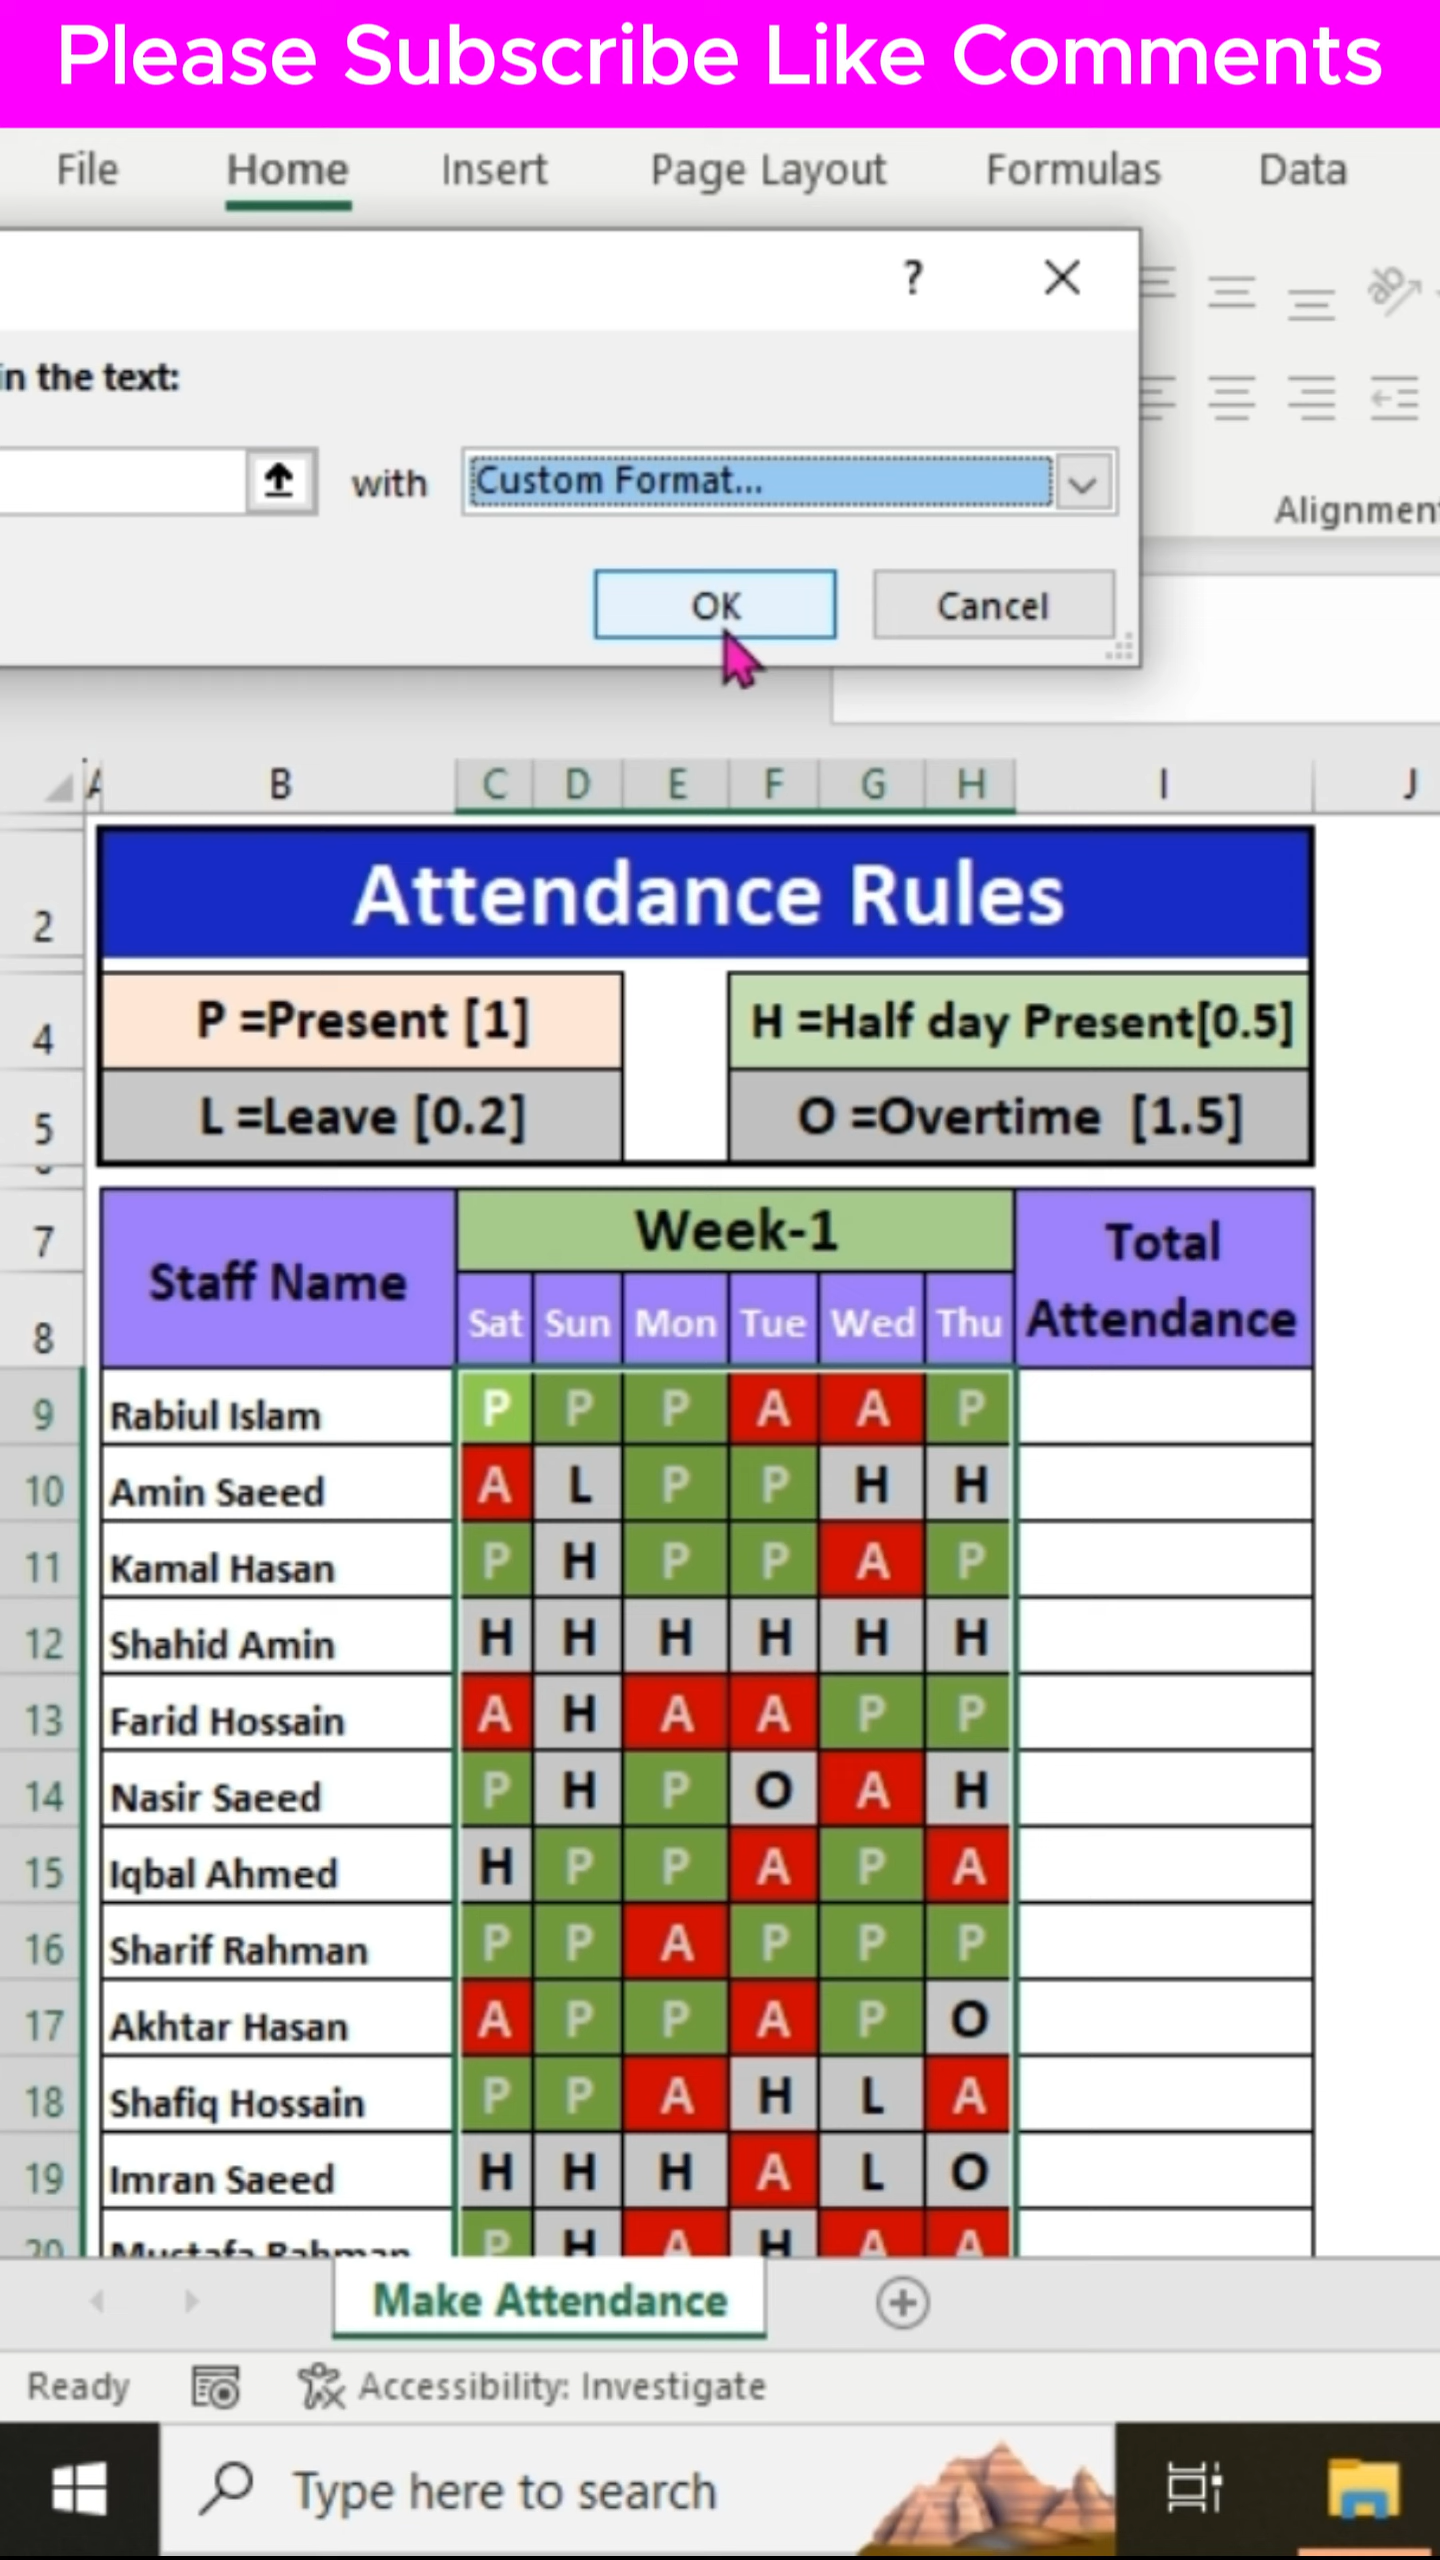 Please Subscribe Like Comments
File Home Insert Page Layout Formulas Data
?
in the text:
with Custom Format...
OK Cancel
Alignment
A B C D E F G H I J
2 Attendance Rules
4 P =Present [1] H =Half day Present[0.5]
5 L =Leave [0.2] O =Overtime [1.5]
7 Staff Name Week-1 Total Attendance
8 Sat Sun Mon Tue Wed Thu
9 Rabiul Islam P P P A A P
10 Amin Saeed A L P P H H
11 Kamal Hasan P H P P A P
12 Shahid Amin H H H H H H
13 Farid Hossain A H A A P P
14 Nasir Saeed P H P O A H
15 Iqbal Ahmed H P P A P A
16 Sharif Rahman P P A P P P
17 Akhtar Hasan A P P A P O
18 Shafiq Hossain P P A H L A
19 Imran Saeed H H H A L O
20 Mustafa Rahman P H A H A A
Make Attendance
Ready Accessibility: Investigate
Type here to search